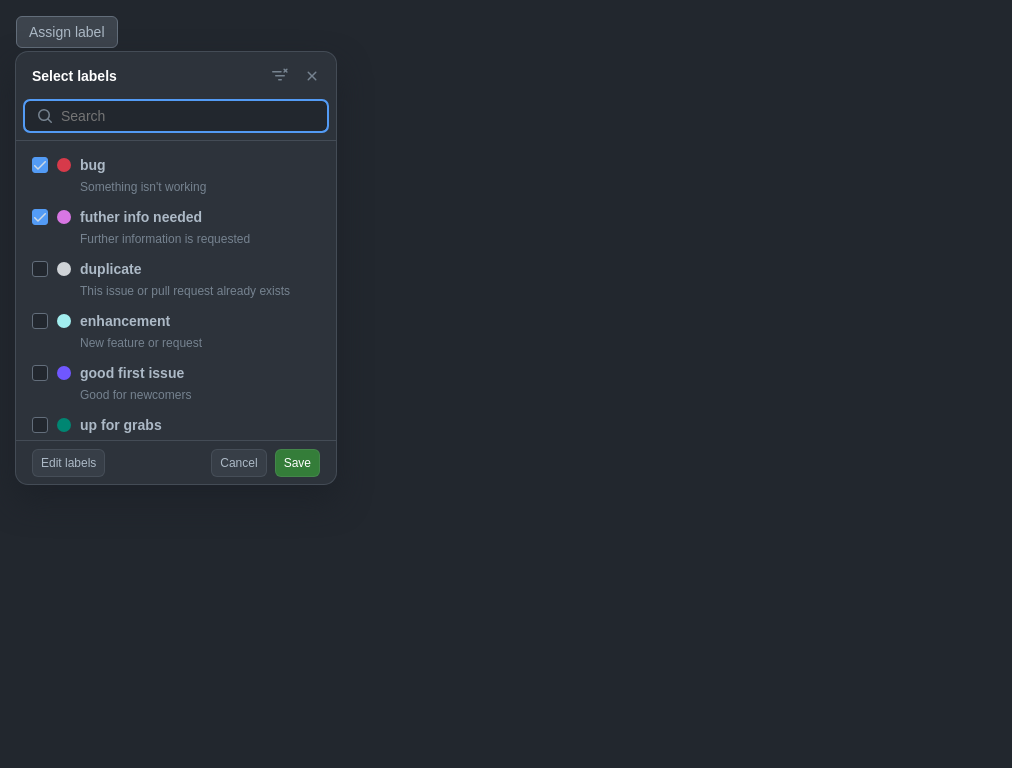 Assign label
Select labels
Search
bug
Something isn't working
futher info needed
Further information is requested
duplicate
This issue or pull request already exists
enhancement
New feature or request
good first issue
Good for newcomers
up for grabs
Edit labels
Cancel
Save